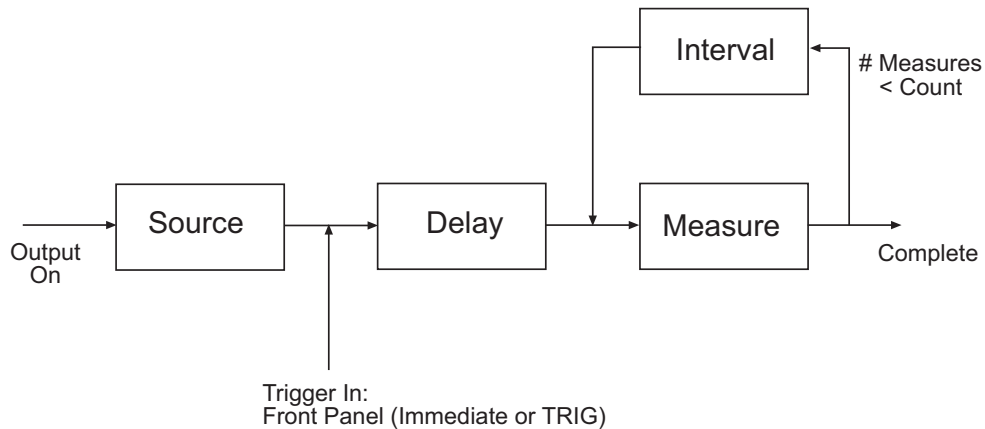 Interval
# Measures
< Count
Source
Delay
Measure
Output
On
Complete
Trigger In:
Front Panel (Immediate or TRIG)